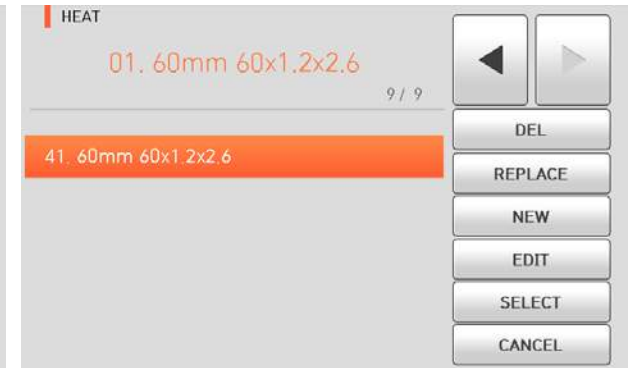 HEAT
01. 60mm 60x1.2x2.6
9 / 9
41. 60mm 60x1.2x2.6
DEL
REPLACE
NEW
EDIT
SELECT
CANCEL